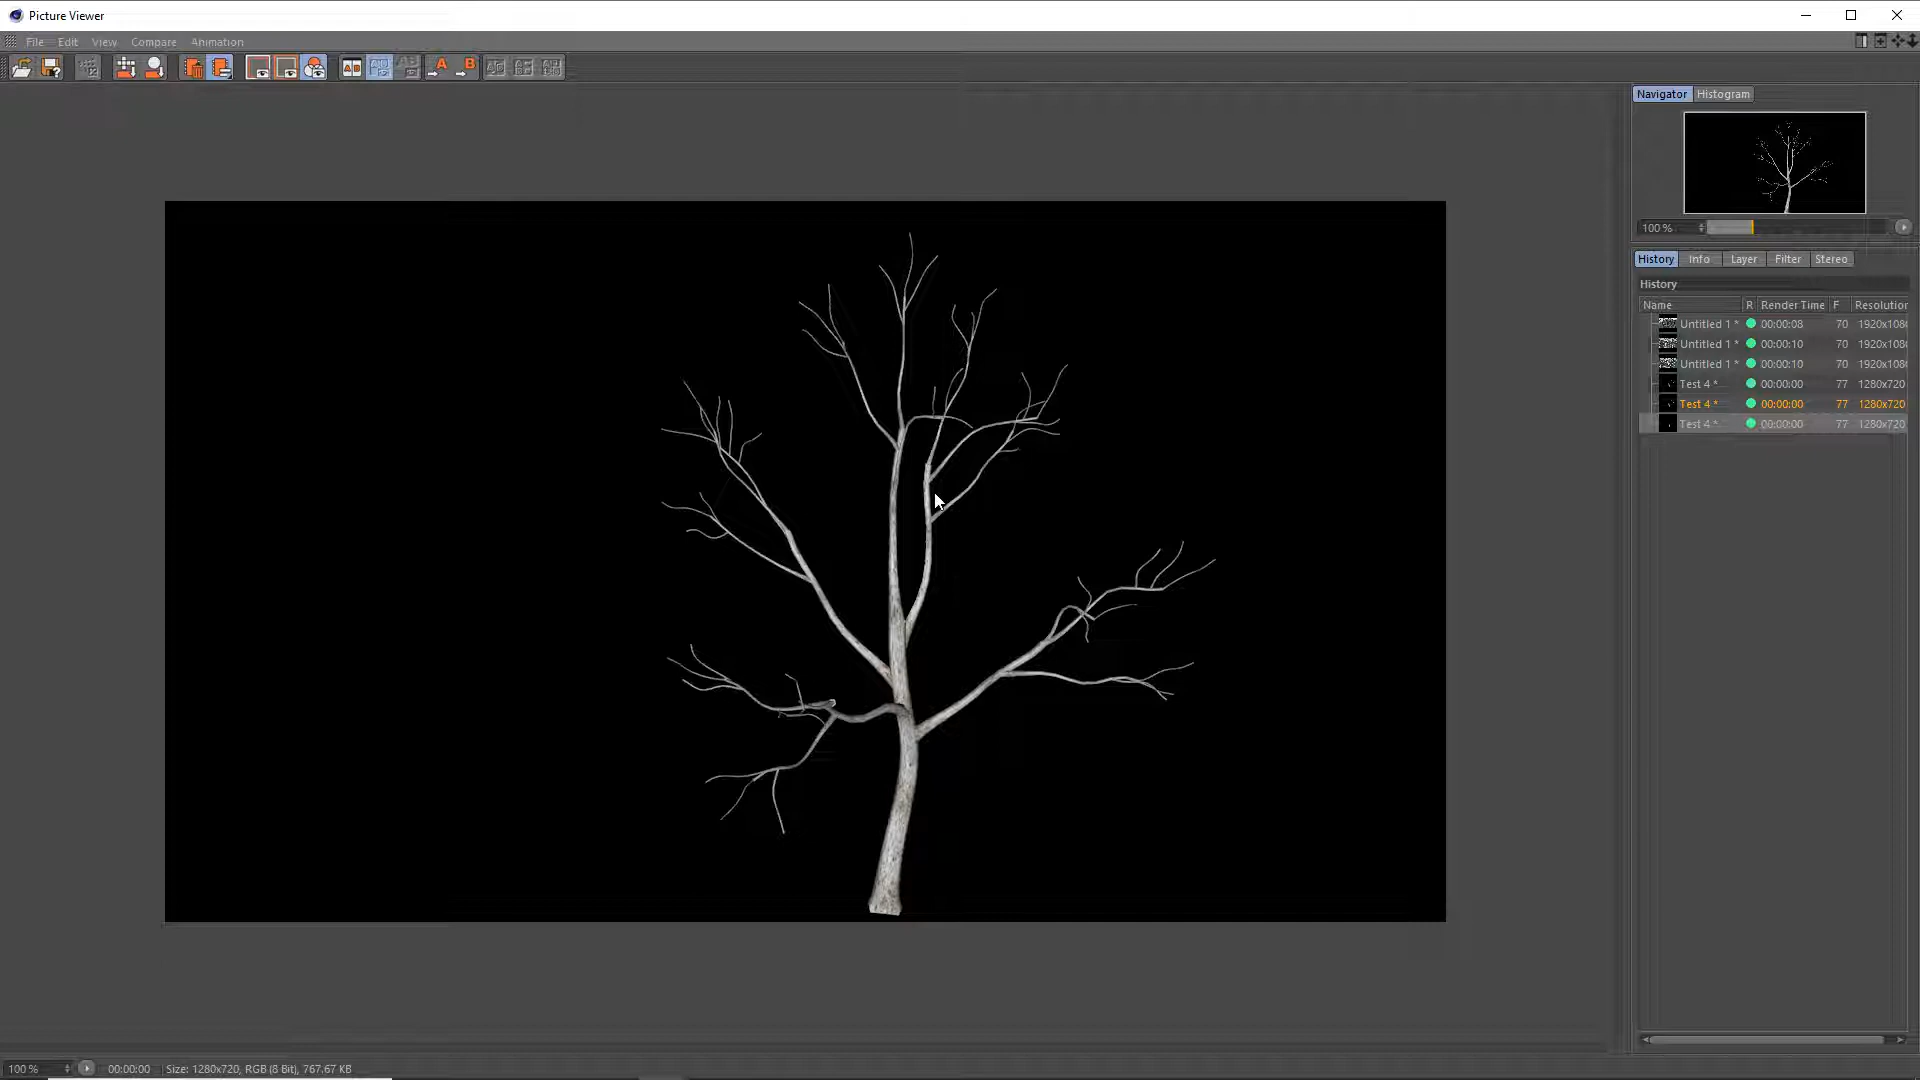 Picture Viewer
File Edit View Compare Animation
A B
Navigator Histogram
100 %
History Info Layer Filter Stereo
History
Name R Render Time F Resolution
Untitled 1 * 00:00:08 70 1920x1080
Untitled 1 * 00:00:10 70 1920x1080
Untitled 1 * 00:00:10 70 1920x1080
Test 4 * 00:00:00 77 1280x720
Test 4 * 00:00:00 77 1280x720
Test 4 * 00:00:00 77 1280x720
100 % 00:00:00 Size: 1280x720, RGB (8 Bit), 767.67 KB